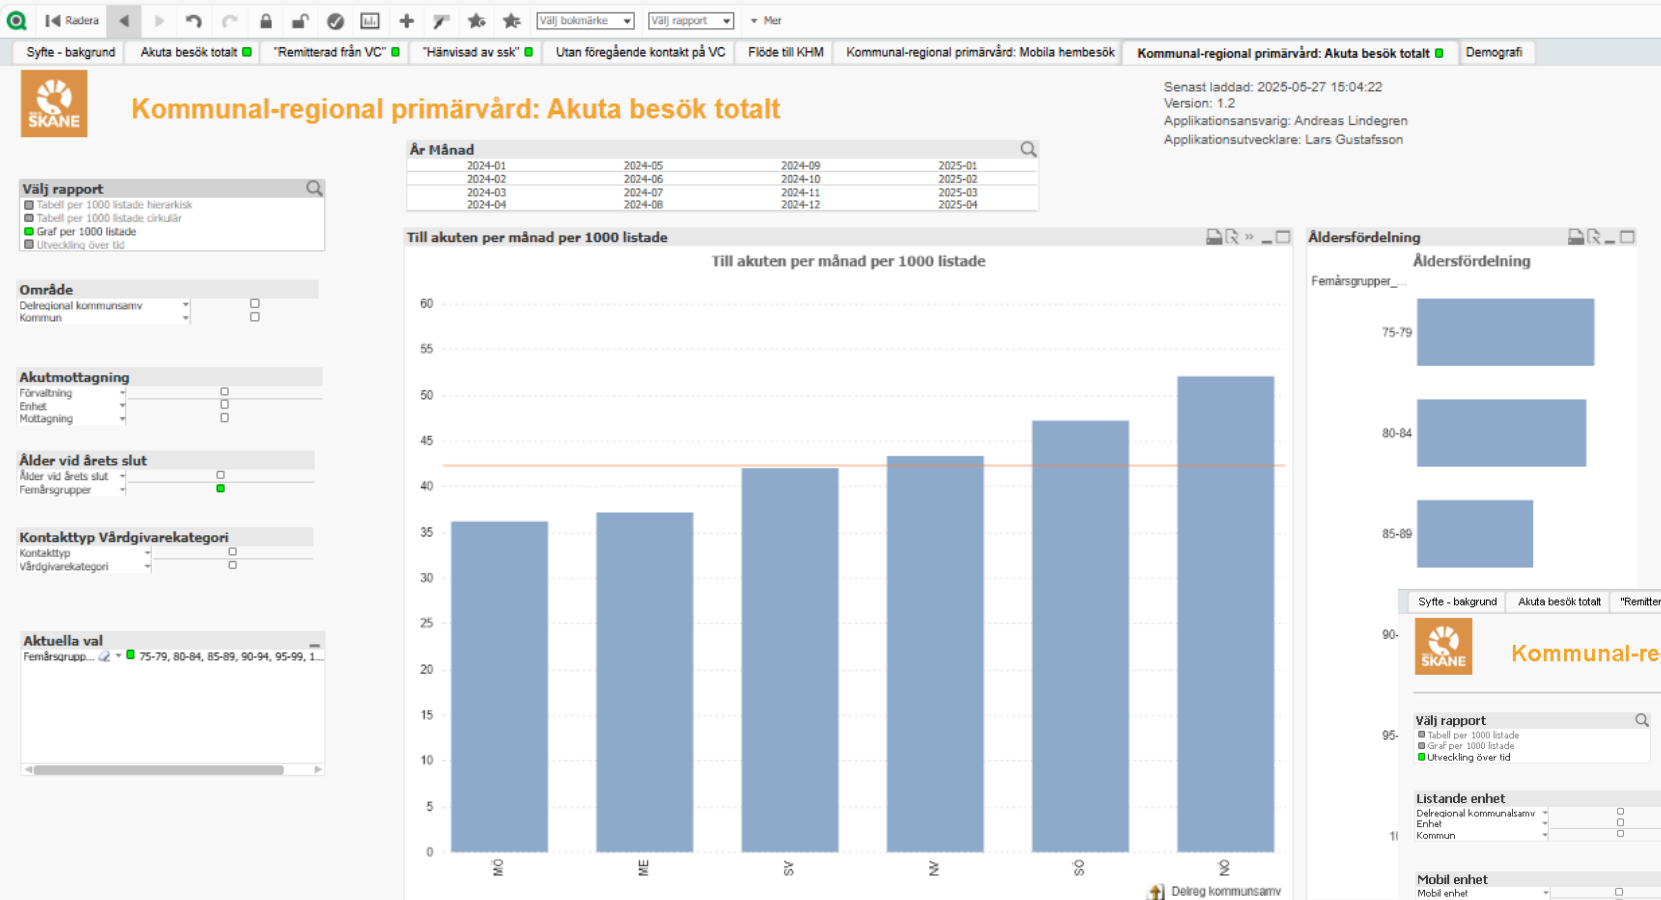 Radera
Välj bokmärke
Välj rapport
Mer
Syfte - bakgrund
Akuta besök totalt
"Remitterad från VC"
"Hänvisad av ssk"
Utan föregående kontakt på VC
Flöde till KHM
Kommunal-regional primärvård: Mobila hembesök
Kommunal-regional primärvård: Akuta besök totalt
Demografi
SKÅNE
Kommunal-regional primärvård: Akuta besök totalt
Senast laddad: 2025-05-27 15:04:22
Version: 1.2
Applikationsansvarig: Andreas Lindegren
Applikationsutvecklare: Lars Gustafsson
År Månad
2024-01 2024-05 2024-09 2025-01
2024-02 2024-06 2024-10 2025-02
2024-03 2024-07 2024-11 2025-03
2024-04 2024-08 2024-12 2025-04
Välj rapport
Tabell per 1000 listade hierarkisk
Tabell per 1000 listade cirkulär
Graf per 1000 listade
Utveckling över tid
Område
Delregional kommunsamv
Kommun
Akutmottagning
Förvaltning
Enhet
Mottagning
Ålder vid årets slut
Ålder vid årets slut
Femårsgrupper
Kontakttyp Vårdgivarekategori
Kontakttyp
Vårdgivarekategori
Aktuella val
Femårsgrupp... 75-79, 80-84, 85-89, 90-94, 95-99, 1...
Till akuten per månad per 1000 listade
Till akuten per månad per 1000 listade
60
55
50
45
40
35
30
25
20
15
10
5
0
MÖ
ME
SV
NV
SÖ
NÖ
Delreg kommunsamv
Åldersfördelning
Åldersfördelning
Femårsgrupper_...
75-79
80-84
85-89
90-
95-
Syfte - bakgrund
Akuta besök totalt
"Remitter
SKÅNE
Kommunal-re
Välj rapport
Tabell per 1000 listade
Graf per 1000 listade
Utveckling över tid
Listande enhet
Delregional kommunalsamv
Enhet
Kommun
Mobil enhet
Mobil enhet